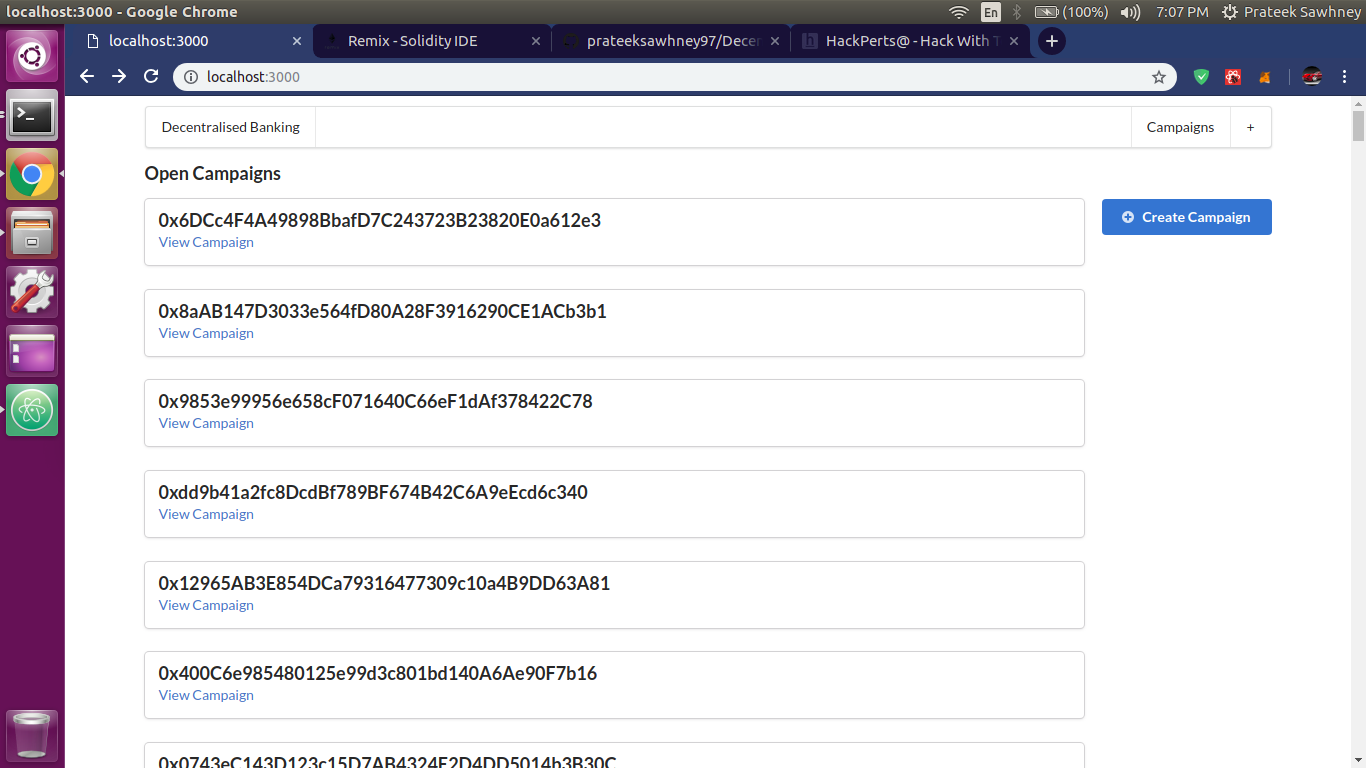 localhost:3000 - Google Chrome
En
(100%)
7:07 PM
Prateek Sawhney
localhost:3000
Remix - Solidity IDE
prateeksawhney97/Decer
HackPerts@ - Hack With T
localhost:3000
Decentralised Banking
Campaigns
+
Open Campaigns
0x6DCc4F4A49898BbafD7C243723B23820E0a612e3
View Campaign
Create Campaign
0x8aAB147D3033e564fD80A28F3916290CE1ACb3b1
View Campaign
0x9853e99956e658cF071640C66eF1dAf378422C78
View Campaign
0xdd9b41a2fc8DcdBf789BF674B42C6A9eEcd6c340
View Campaign
0x12965AB3E854DCa79316477309c10a4B9DD63A81
View Campaign
0x400C6e985480125e99d3c801bd140A6Ae90F7b16
View Campaign
0x0743eC143D123c15D7AB4324F2D4DD5014b3B30C